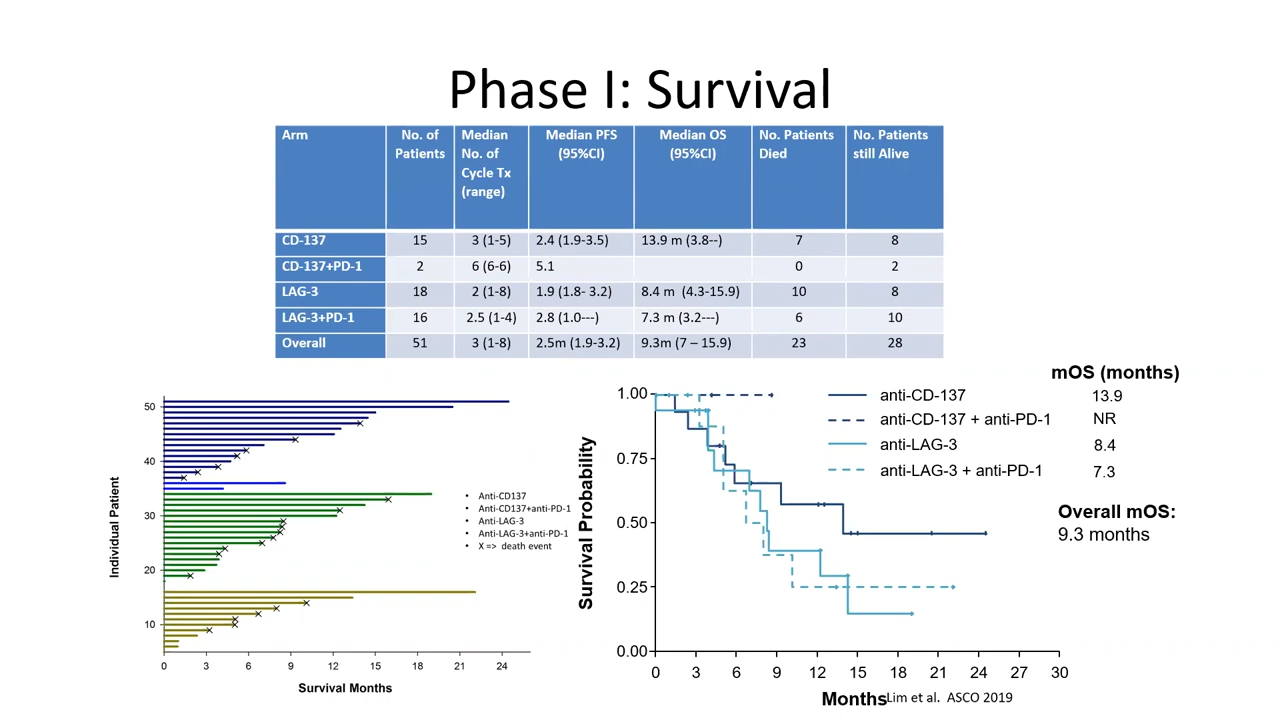 Phase I: Survival
Arm No. of Patients Median No. of Cycle Tx (range) Median PFS (95%CI) Median OS (95%CI) No. Patients Died No. Patients still Alive
CD-137 15 3 (1-5) 2.4 (1.9-3.5) 13.9 m (3.8--) 7 8
CD-137+PD-1 2 6 (6-6) 5.1 0 2
LAG-3 18 2 (1-8) 1.9 (1.8- 3.2) 8.4 m (4.3-15.9) 10 8
LAG-3+PD-1 16 2.5 (1-4) 2.8 (1.0---) 7.3 m (3.2---) 6 10
Overall 51 3 (1-8) 2.5m (1.9-3.2) 9.3m (7 – 15.9) 23 28
Individual Patient
50
40
30
20
10
0 3 6 9 12 15 18 21 24
Survival Months
• Anti-CD137
• Anti-CD137+anti-PD-1
• Anti-LAG-3
• Anti-LAG-3+anti-PD-1
• X => death event
Survival Probability
1.00
0.75
0.50
0.25
0.00
0 3 6 9 12 15 18 21 24 27 30
Months
mOS (months)
anti-CD-137 13.9
anti-CD-137 + anti-PD-1 NR
anti-LAG-3 8.4
anti-LAG-3 + anti-PD-1 7.3
Overall mOS:
9.3 months
Lim et al. ASCO 2019